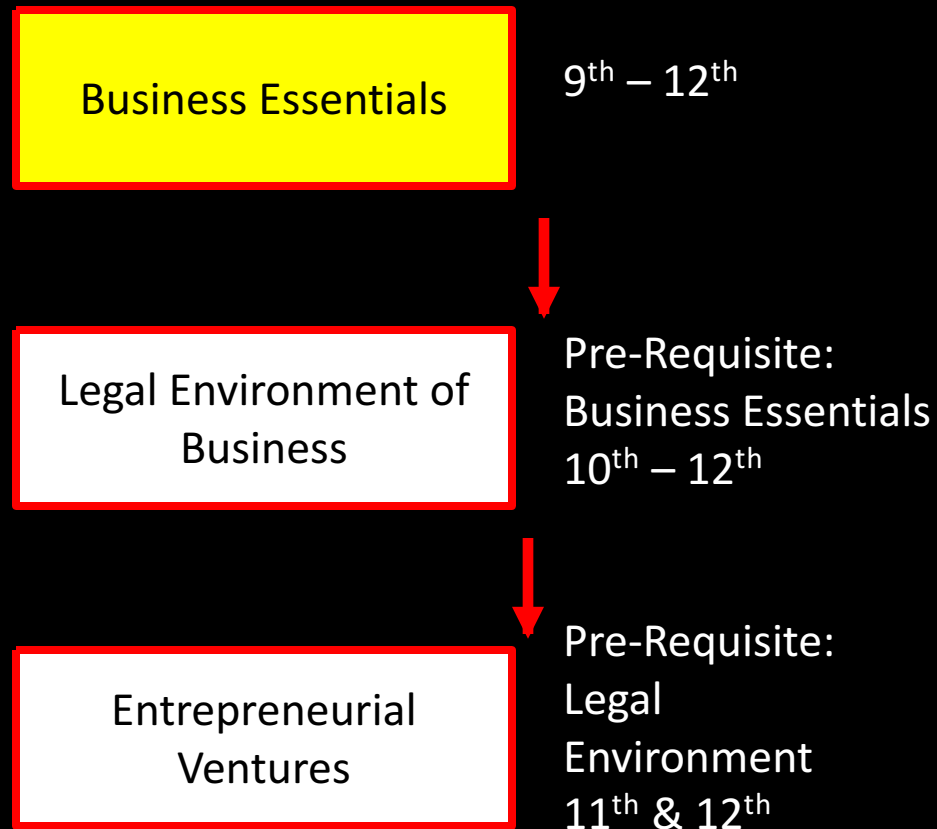 Business Essentials
9th – 12th
Legal Environment of
Business
Pre-Requisite:
Business Essentials
10th – 12th
Entrepreneurial
Ventures
Pre-Requisite:
Legal
Environment
11th & 12th